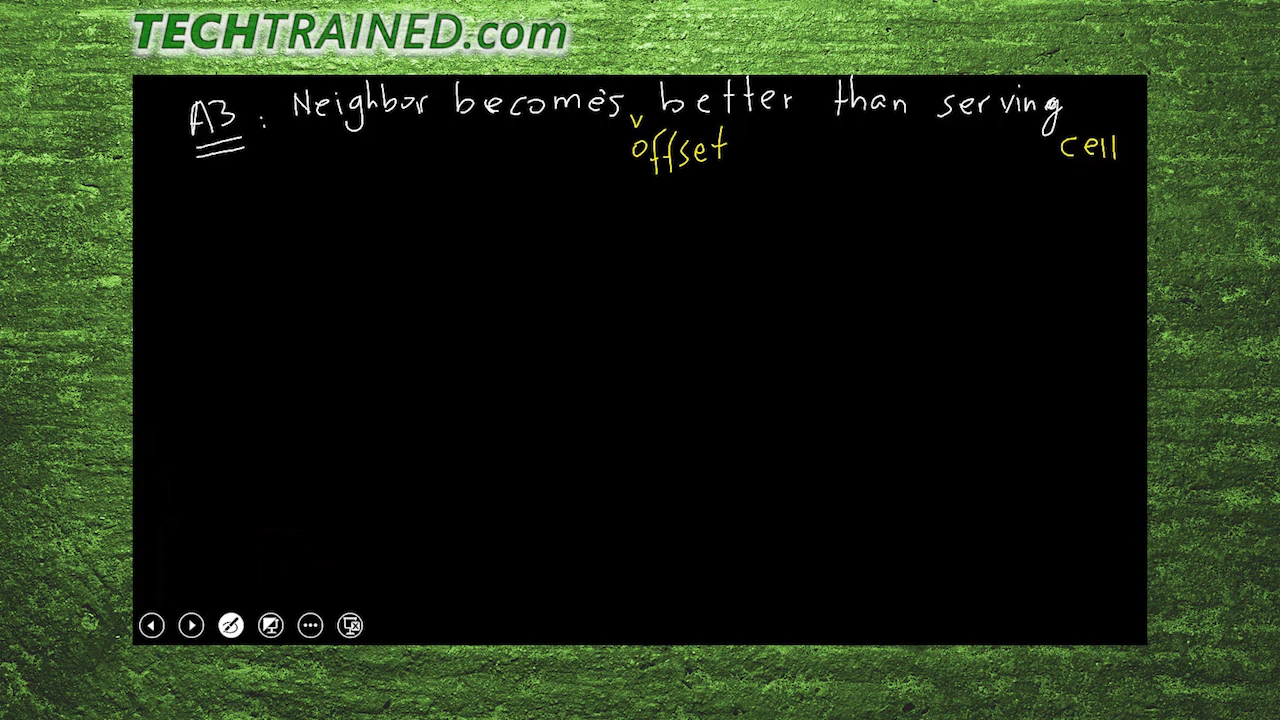 TECHTRAINED.com
A3 : Neighbor becomes better than serving
v
offset
cell